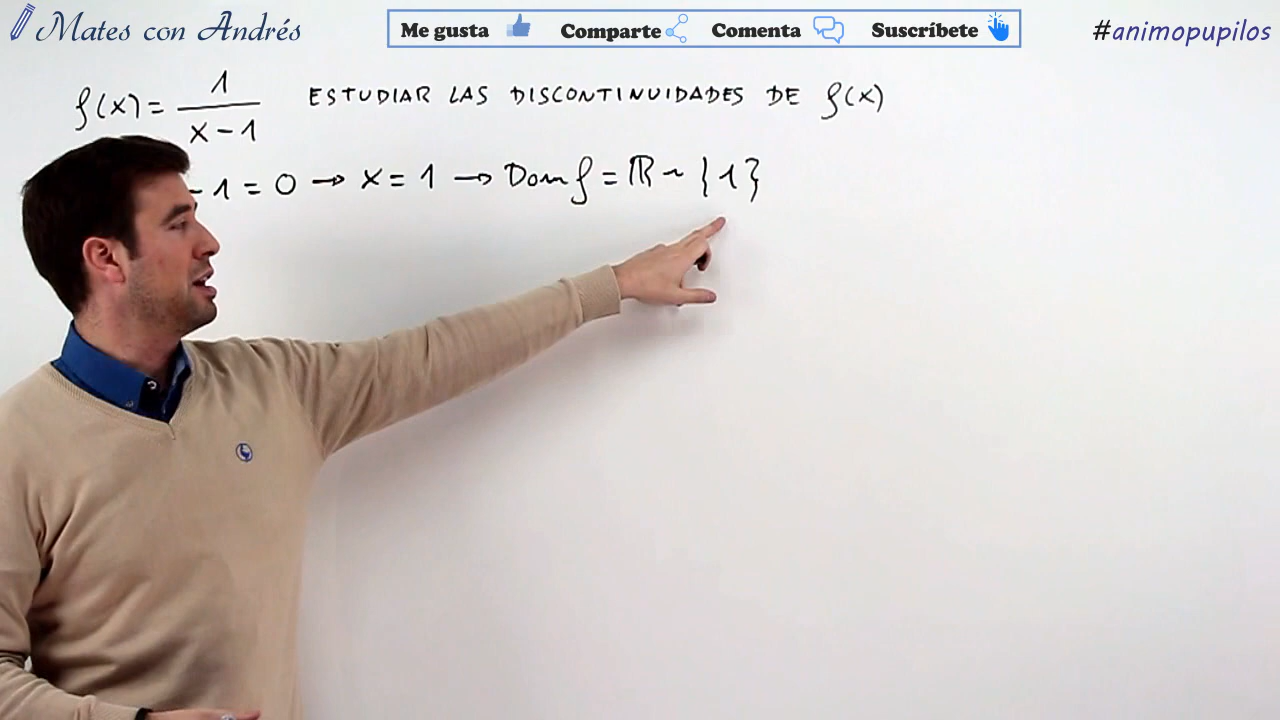 Mates con Andrés
Me gusta Comparte Comenta Suscríbete
#animopupilos
f(x) = 1/(x-1) ESTUDIAR LAS DISCONTINUIDADES DE f(x)
-1 = 0 → x = 1 → Dom f = ℝ ~ {1}